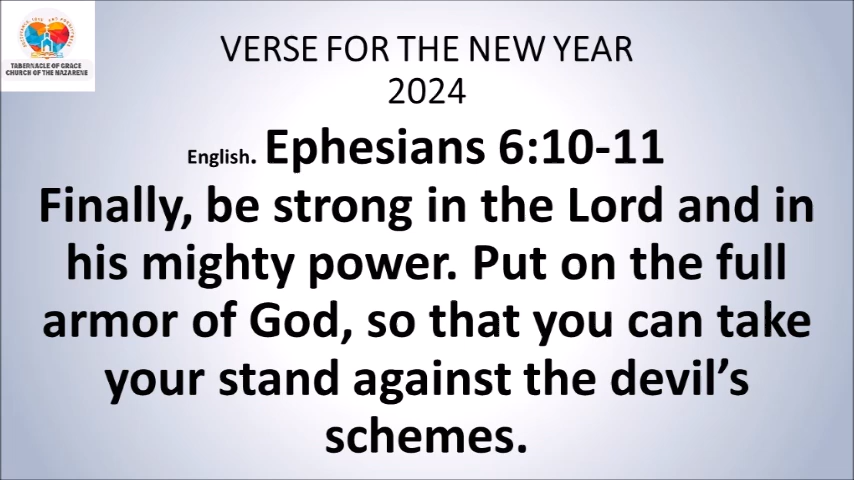 TABERNACLE OF GRACE
CHURCH OF THE NAZARENE
VERSE FOR THE NEW YEAR
2024
English. Ephesians 6:10-11
Finally, be strong in the Lord and in
his mighty power. Put on the full
armor of God, so that you can take
your stand against the devil’s
schemes.